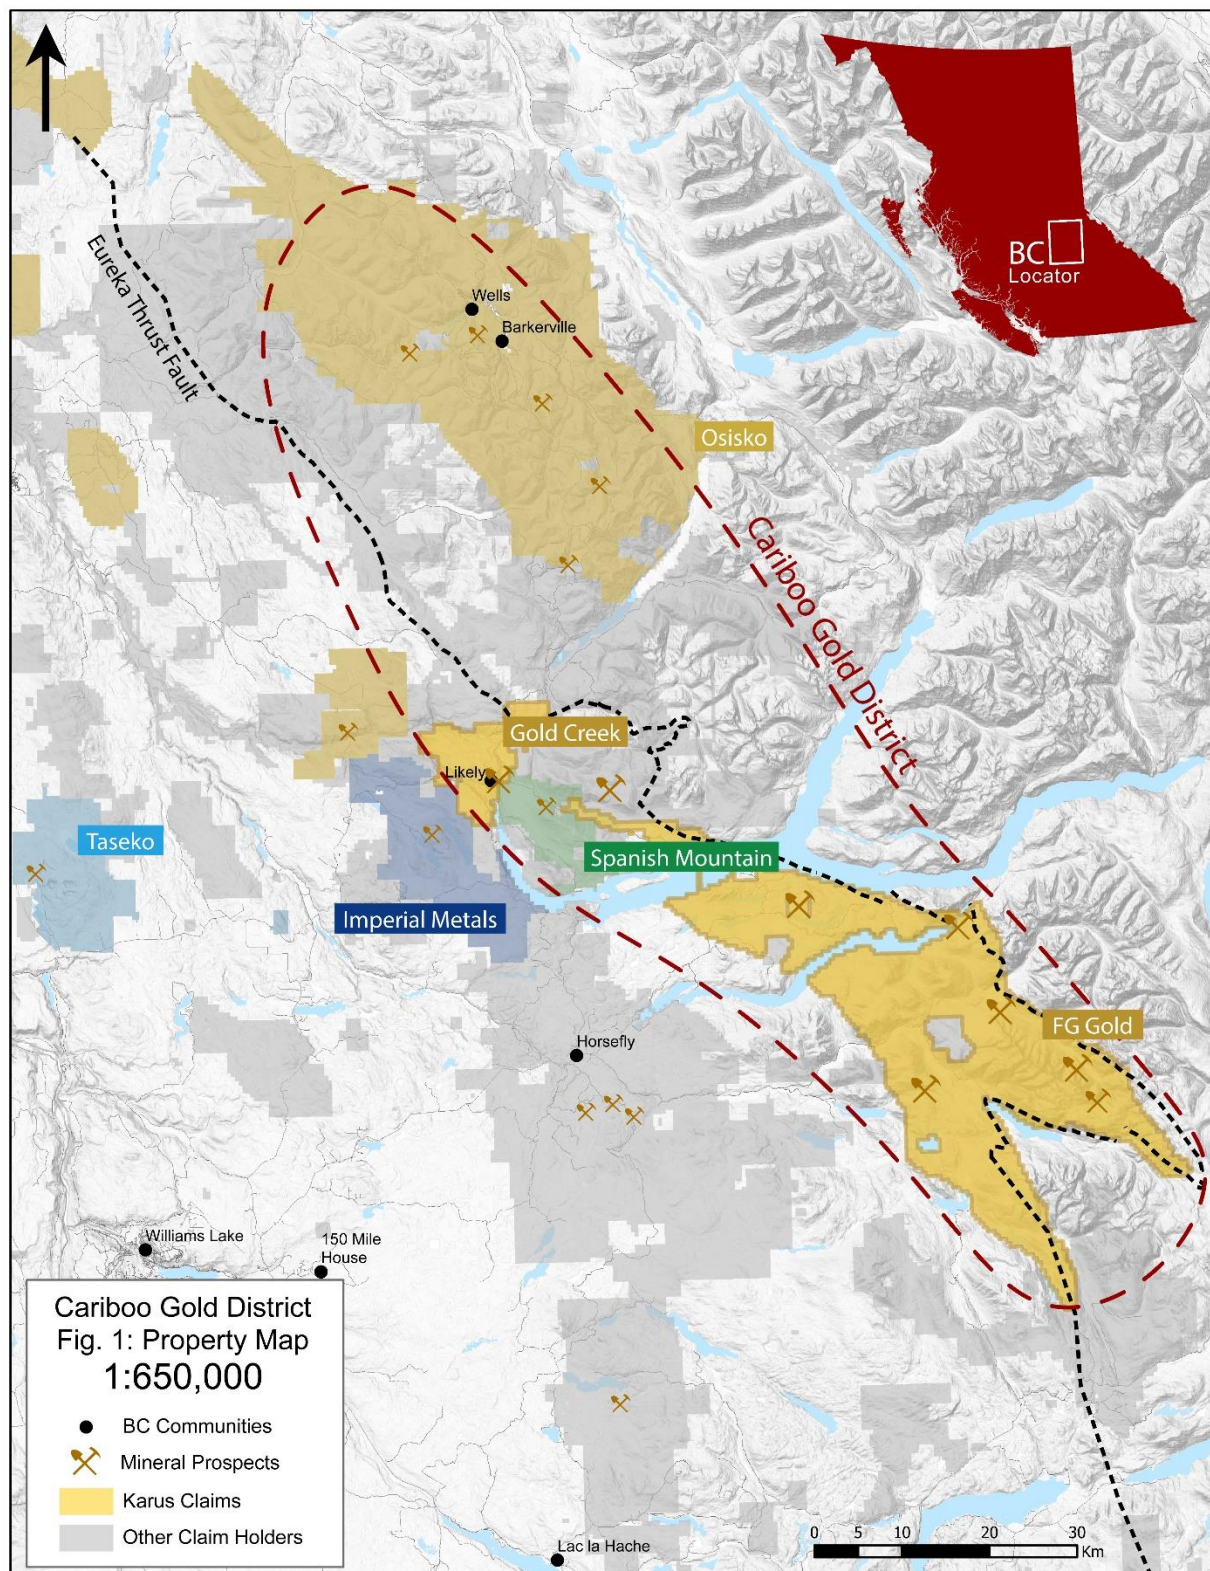 BC
Locator
Eureka Thrust Fault
Wells
Barkerville
Osisko
Cariboo Gold District
Gold Creek
Likely
Taseko
Spanish Mountain
Imperial Metals
FG Gold
Horsefly
Williams Lake
150 Mile
House
Cariboo Gold District
Fig. 1: Property Map
1:650,000
BC Communities
Mineral Prospects
Karus Claims
Other Claim Holders
Lac la Hache
0 5 10 20 30
Km